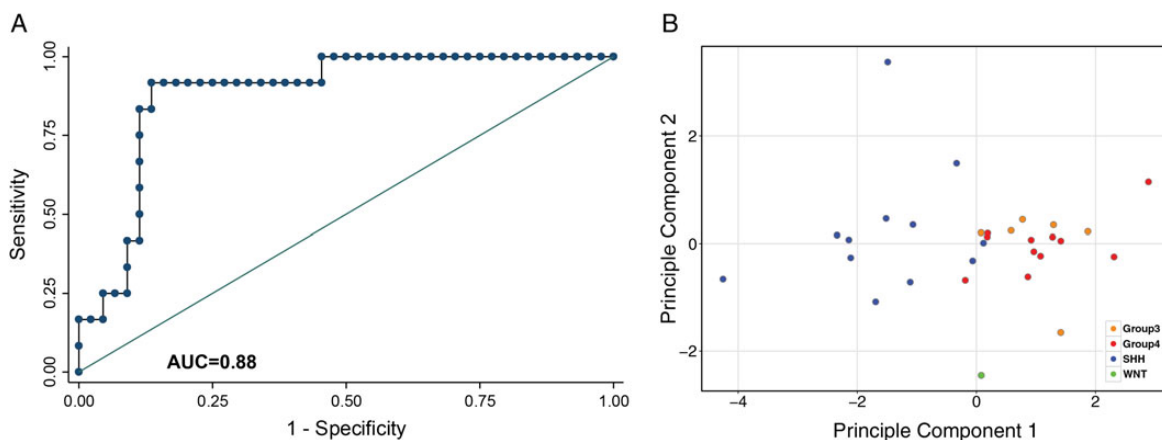 A
1.00
0.75
0.50
0.25
0.00
Sensitivity
AUC=0.88
0.00 0.25 0.50 0.75 1.00
1 - Specificity
B
2
0
−2
Principle Component 2
Group3
Group4
SHH
WNT
−4 −2 0 2
Principle Component 1